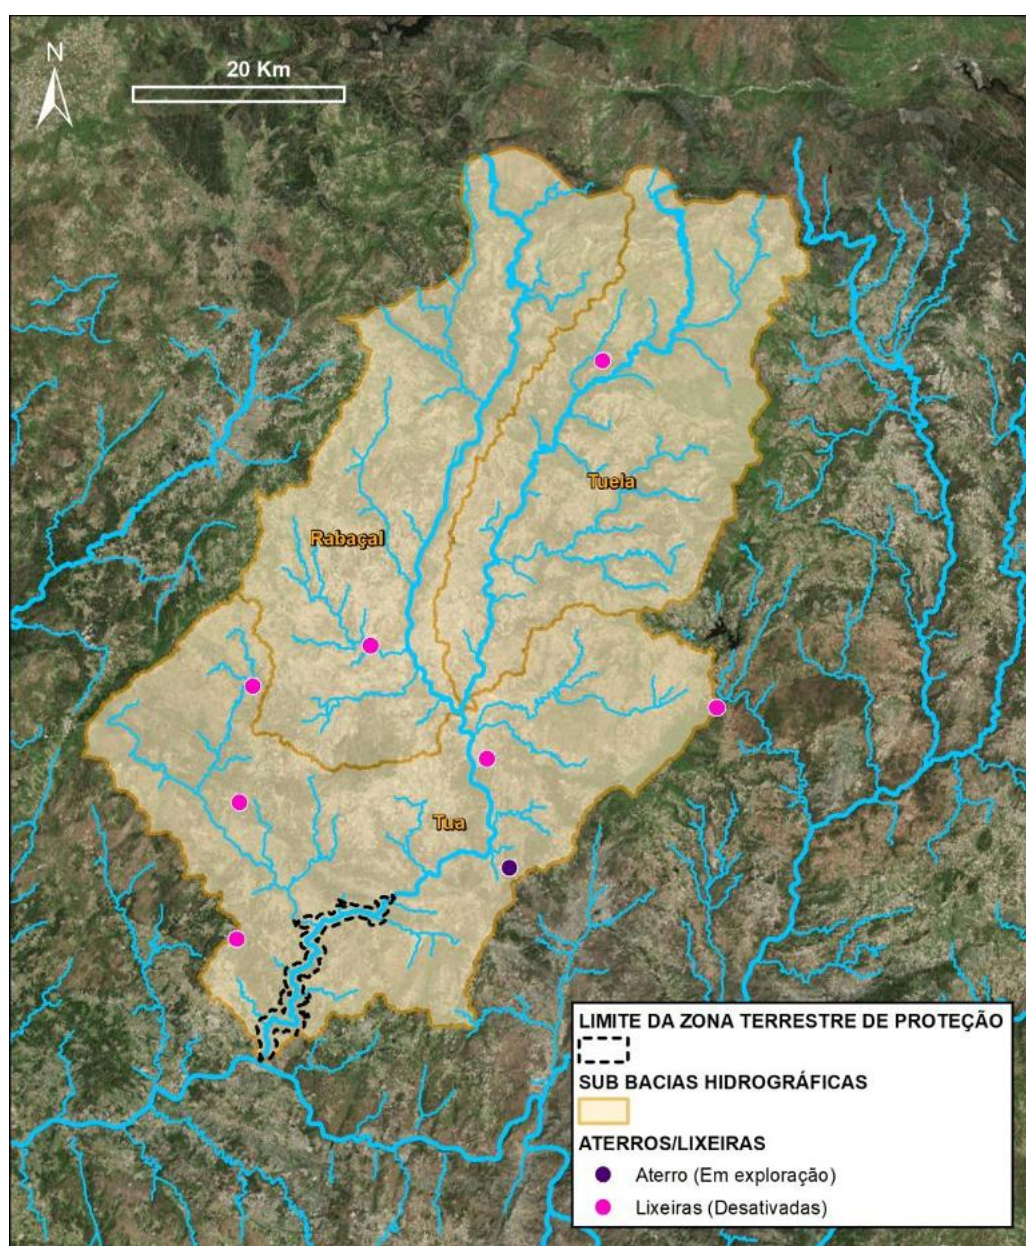 N
20 Km
Tuela
Rabaçal
Tua
LIMITE DA ZONA TERRESTRE DE PROTEÇÃO
SUB BACIAS HIDROGRÁFICAS
ATERROS/LIXEIRAS
Aterro (Em exploração)
Lixeiras (Desativadas)